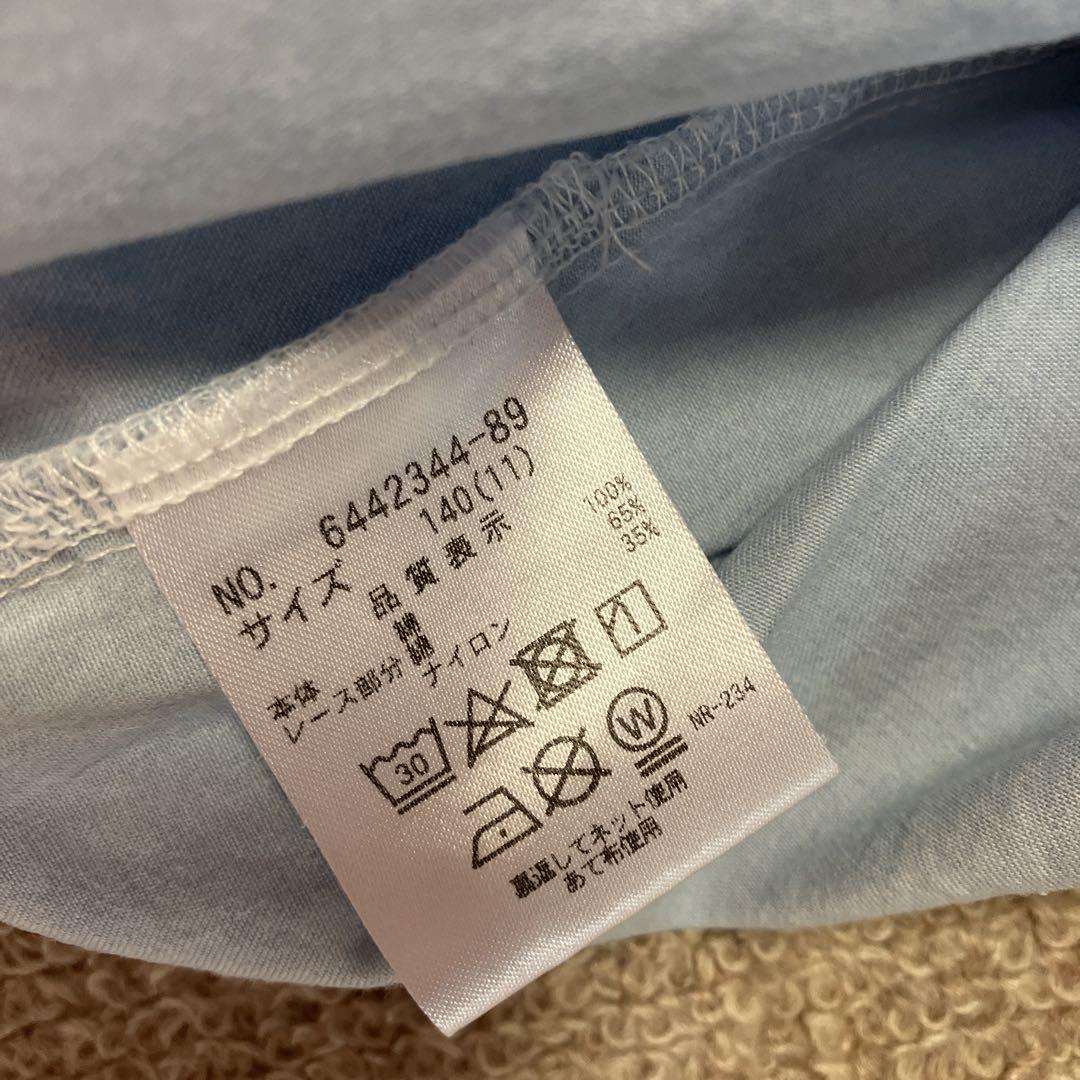 NO. 6442344-89
サイズ 140(11)
品質表示
本体 綿 100%
レース部分 綿 65%
ナイロン 35%
30
W
NR-234
裏返してネット使用
あて布使用